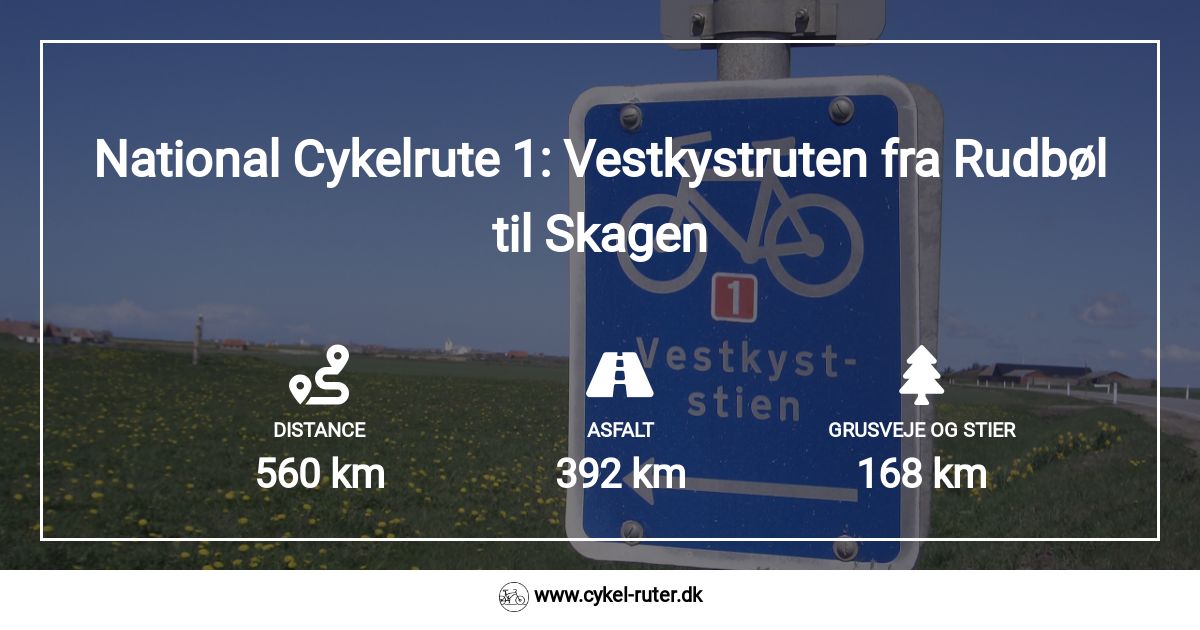 National Cykelrute 1: Vestkystruten fra Rudbøl
til Skagen
1
Vestkyst-
stien
DISTANCE
560 km
ASFALT
392 km
GRUSVEJE OG STIER
168 km
www.cykel-ruter.dk